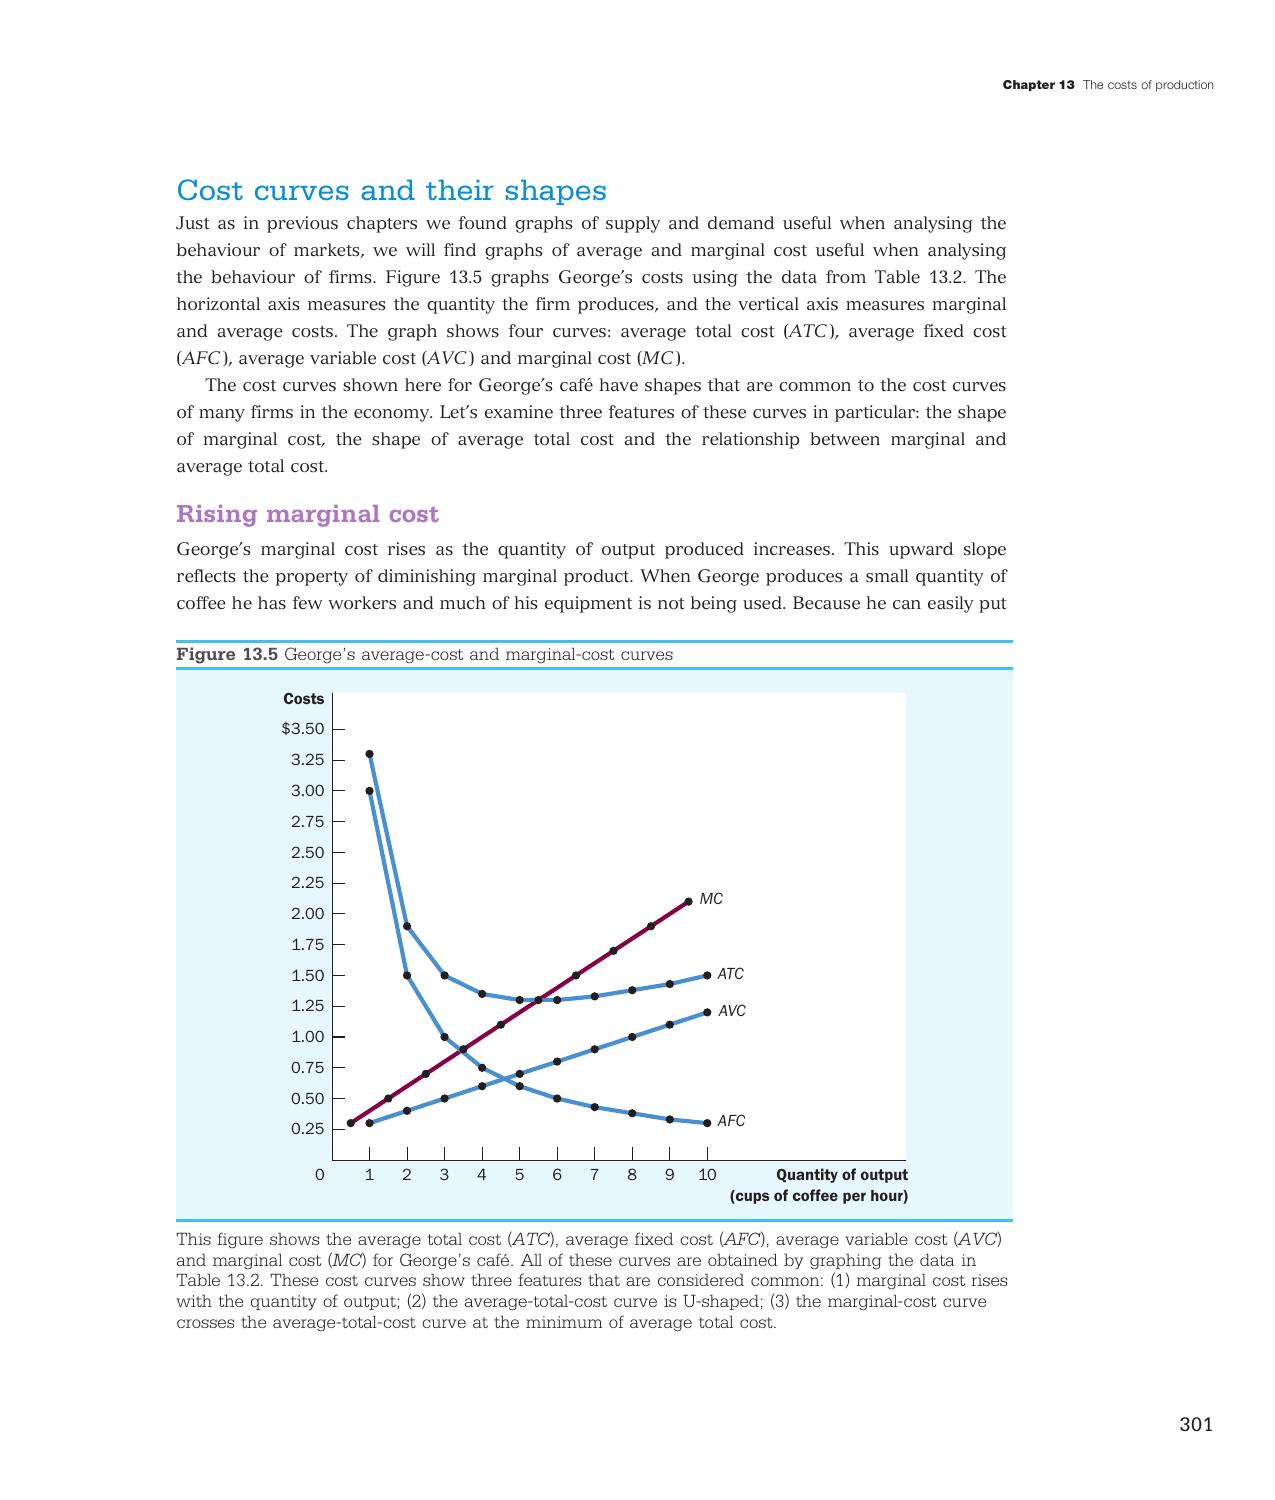 Chapter 13 The costs of production
Cost curves and their shapes
Just as in previous chapters we found graphs of supply and demand useful when analysing the
behaviour of markets, we will find graphs of average and marginal cost useful when analysing
the behaviour of firms. Figure 13.5 graphs George’s costs using the data from Table 13.2. The
horizontal axis measures the quantity the firm produces, and the vertical axis measures marginal
and average costs. The graph shows four curves: average total cost (ATC), average fixed cost
(AFC), average variable cost (AVC) and marginal cost (MC).
The cost curves shown here for George’s café have shapes that are common to the cost curves
of many firms in the economy. Let’s examine three features of these curves in particular: the shape
of marginal cost, the shape of average total cost and the relationship between marginal and
average total cost.
Rising marginal cost
George’s marginal cost rises as the quantity of output produced increases. This upward slope
reflects the property of diminishing marginal product. When George produces a small quantity of
coffee he has few workers and much of his equipment is not being used. Because he can easily put
Figure 13.5 George’s average-cost and marginal-cost curves
Costs
$3.50
3.25
3.00
2.75
2.50
2.25
2.00
1.75
1.50
1.25
1.00
0.75
0.50
0.25
MC
ATC
AVC
AFC
0 1 2 3 4 5 6 7 8 9 10
Quantity of output
(cups of coffee per hour)
This figure shows the average total cost (ATC), average fixed cost (AFC), average variable cost (AVC)
and marginal cost (MC) for George’s café. All of these curves are obtained by graphing the data in
Table 13.2. These cost curves show three features that are considered common: (1) marginal cost rises
with the quantity of output; (2) the average-total-cost curve is U-shaped; (3) the marginal-cost curve
crosses the average-total-cost curve at the minimum of average total cost.
301